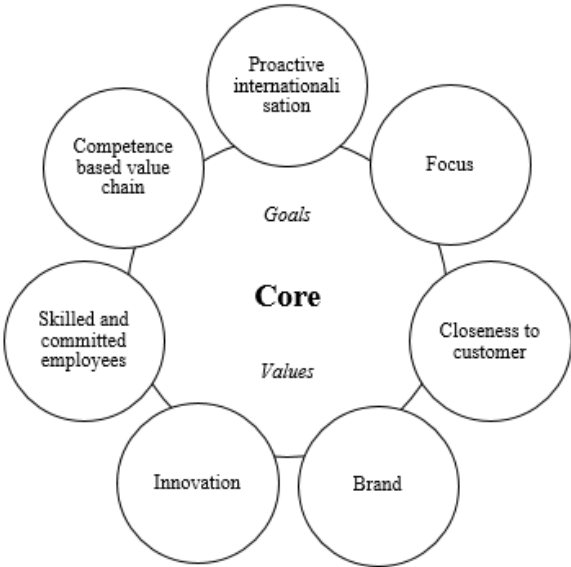 Proactive
internationali
sation
Competence
based value
chain
Focus
Goals
Core
Skilled and
committed
employees
Closeness to
customer
Values
Innovation
Brand